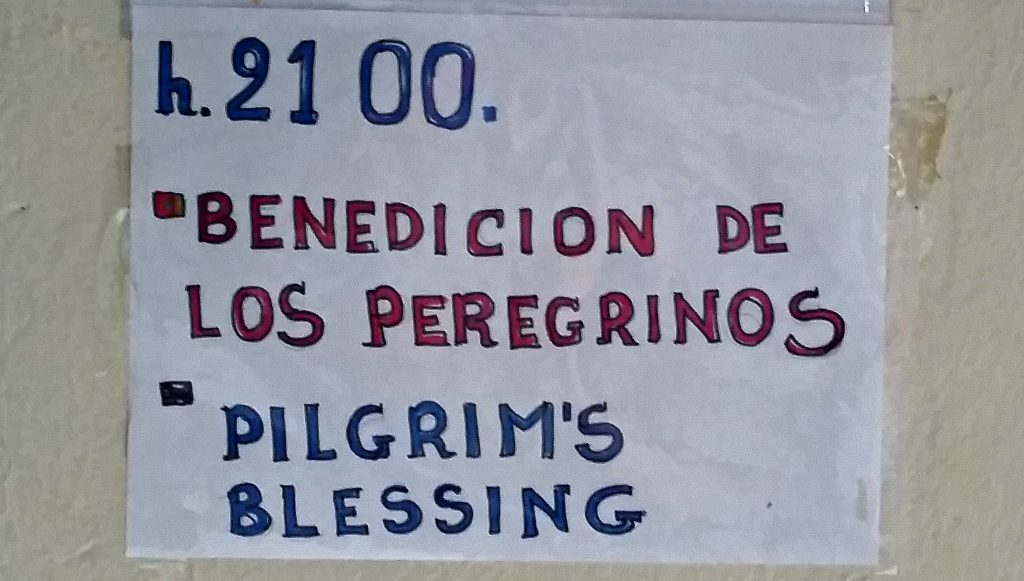 h. 21 00.
BENEDICION DE
LOS PEREGRINOS
PILGRIM'S
BLESSING